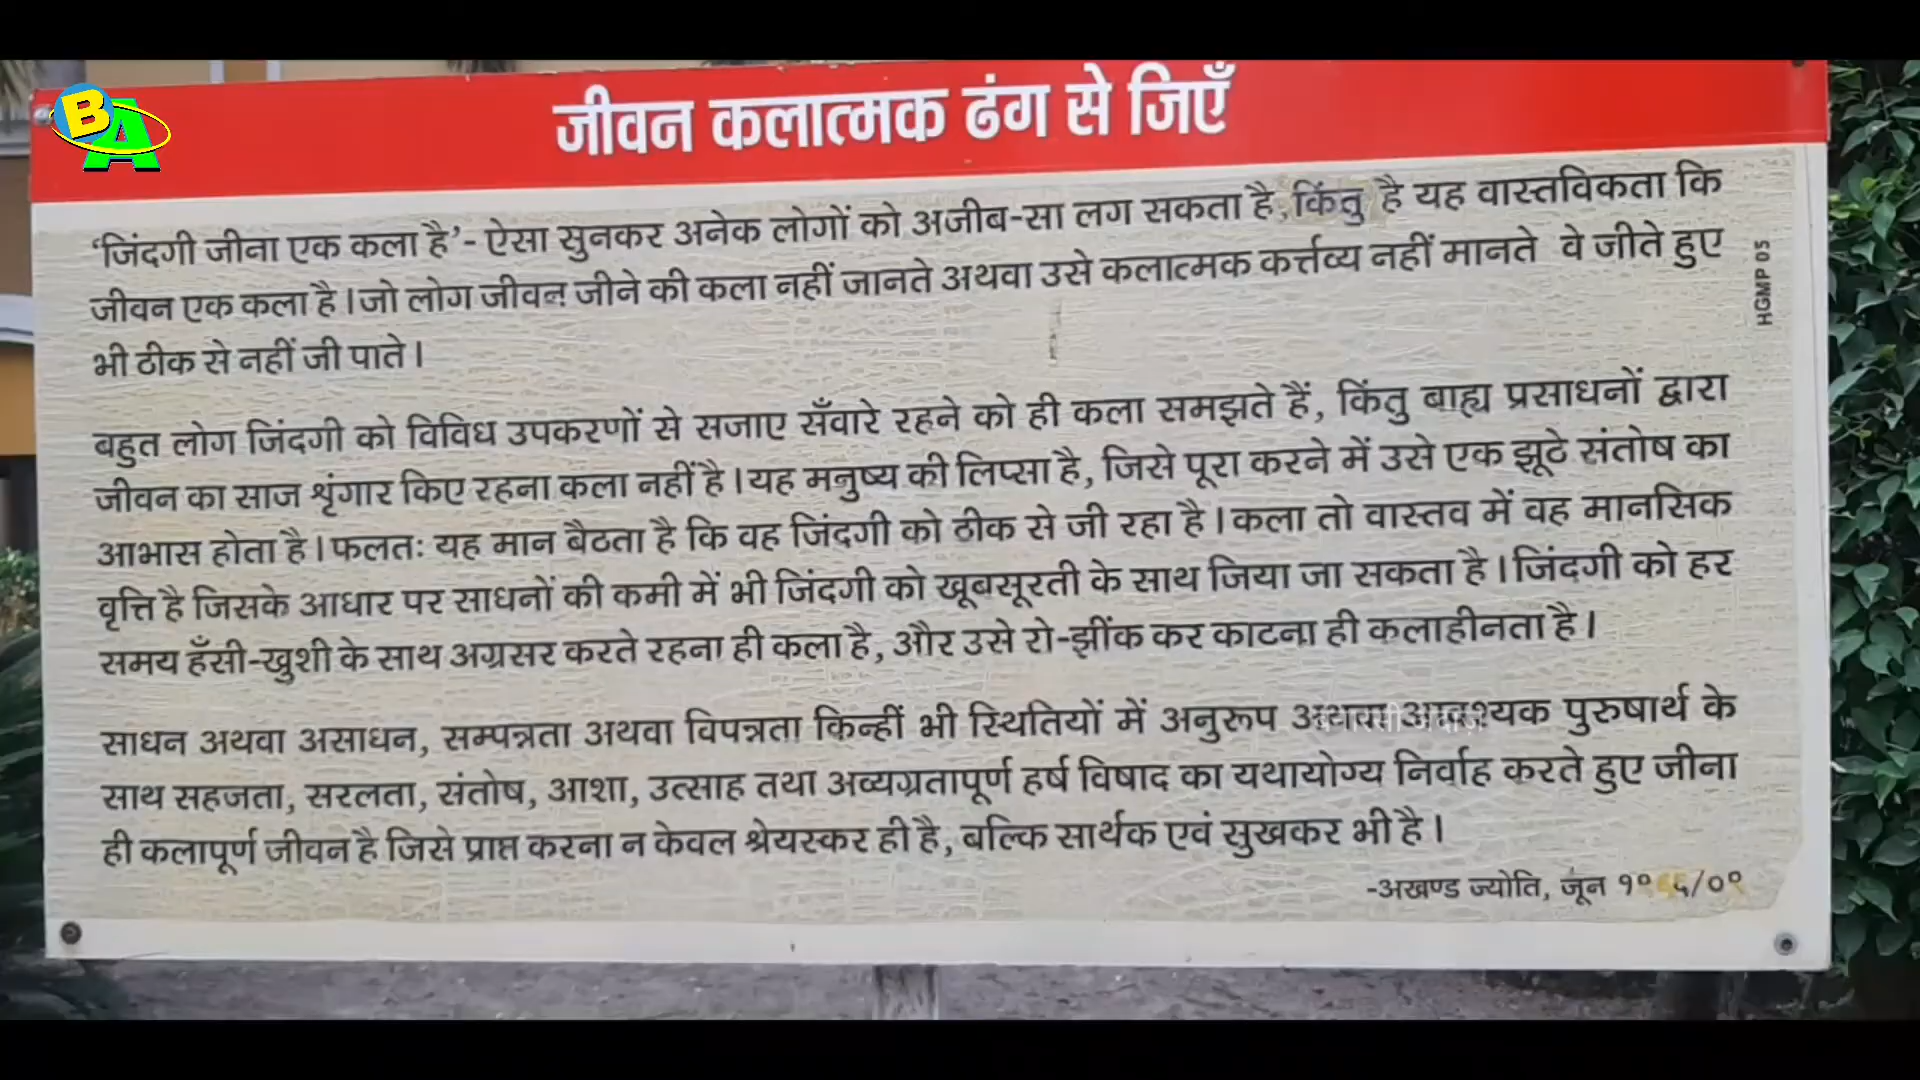 BA
जीवन कलात्मक ढंग से जिएँ
‘जिंदगी जीना एक कला है’- ऐसा सुनकर अनेक लोगों को अजीब-सा लग सकता है, किंतु है यह वास्तविकता कि
जीवन एक कला है। जो लोग जीवन जीने की कला नहीं जानते अथवा उसे कलात्मक कर्त्तव्य नहीं मानते वे जीते हुए
भी ठीक से नहीं जी पाते।
HGMP 05
बहुत लोग जिंदगी को विविध उपकरणों से सजाए सँवारे रहने को ही कला समझते हैं, किंतु बाह्य प्रसाधनों द्वारा
जीवन का साज शृंगार किए रहना कला नहीं है। यह मनुष्य की लिप्सा है, जिसे पूरा करने में उसे एक झूटे संतोष का
आभास होता है। फलतः यह मान बैठता है कि वह जिंदगी को ठीक से जी रहा है। कला तो वास्तव में वह मानसिक
वृत्ति है जिसके आधार पर साधनों की कमी में भी जिंदगी को खूबसूरती के साथ जिया जा सकता है। जिंदगी को हर
समय हँसी-खुशी के साथ अग्रसर करते रहना ही कला है, और उसे रो-झींक कर काटना ही कलाहीनता है।
साधन अथवा असाधन, सम्पन्नता अथवा विपन्नता किन्हीं भी स्थितियों में अनुरूप अथवा आवश्यक पुरुषार्थ के
साथ सहजता, सरलता, संतोष, आशा, उत्साह तथा अव्यग्रतापूर्ण हर्ष विषाद का यथायोग्य निर्वाह करते हुए जीना
ही कलापूर्ण जीवन है जिसे प्राप्त करना न केवल श्रेयस्कर ही है, बल्कि सार्थक एवं सुखकर भी है।
-अखण्ड ज्योति, जून